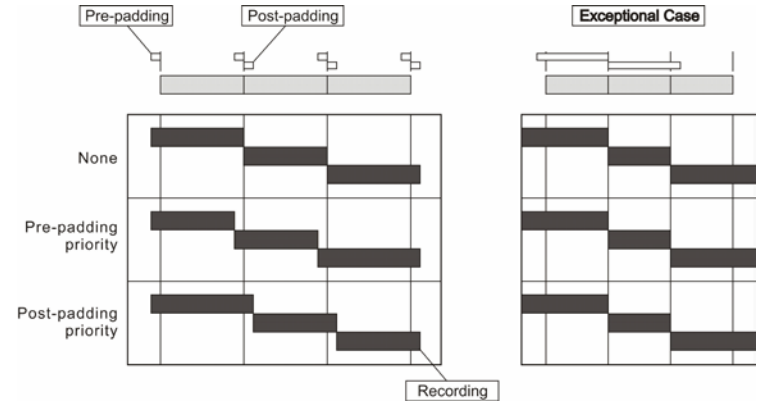 Pre-padding
Post-padding
Exceptional Case
None
Pre-padding
priority
Post-padding
priority
Recording